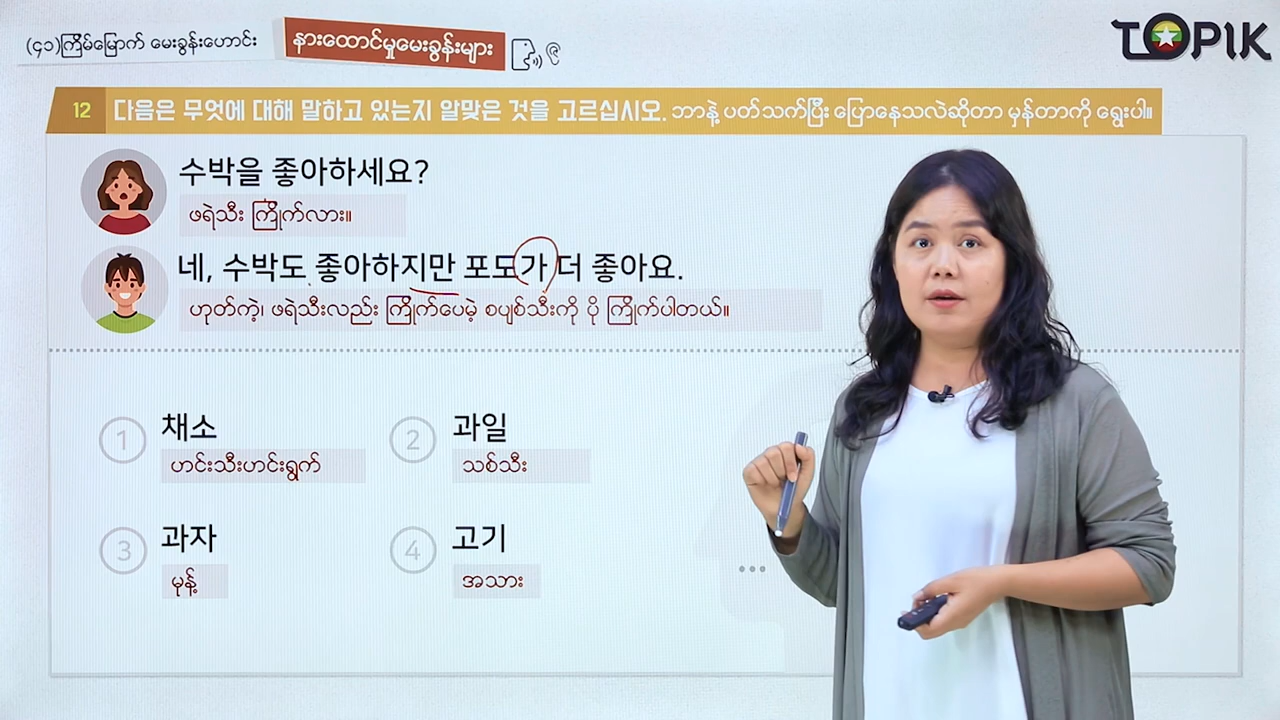 (၄၁)ကြိမ်မြောက် မေးခွန်းဟောင်း
နားထောင်မှုမေးခွန်းများ
၉
TOPIK
12 다음은 무엇에 대해 말하고 있는지 알맞은 것을 고르십시오. ဘာနဲ့ ပတ်သက်ပြီး ပြောနေသလဲဆိုတာ မှန်တာကို ရွေးပါ။
수박을 좋아하세요?
ဖရဲသီး ကြိုက်လား။
네, 수박도 좋아하지만 포도가 더 좋아요.
ဟုတ်ကဲ့၊ ဖရဲသီးလည်း ကြိုက်ပေမဲ့ စပျစ်သီးကို ပို ကြိုက်ပါတယ်။
1 채소
ဟင်းသီးဟင်းရွက်
2 과일
သစ်သီး
3 과자
မုန့်
4 고기
အသား